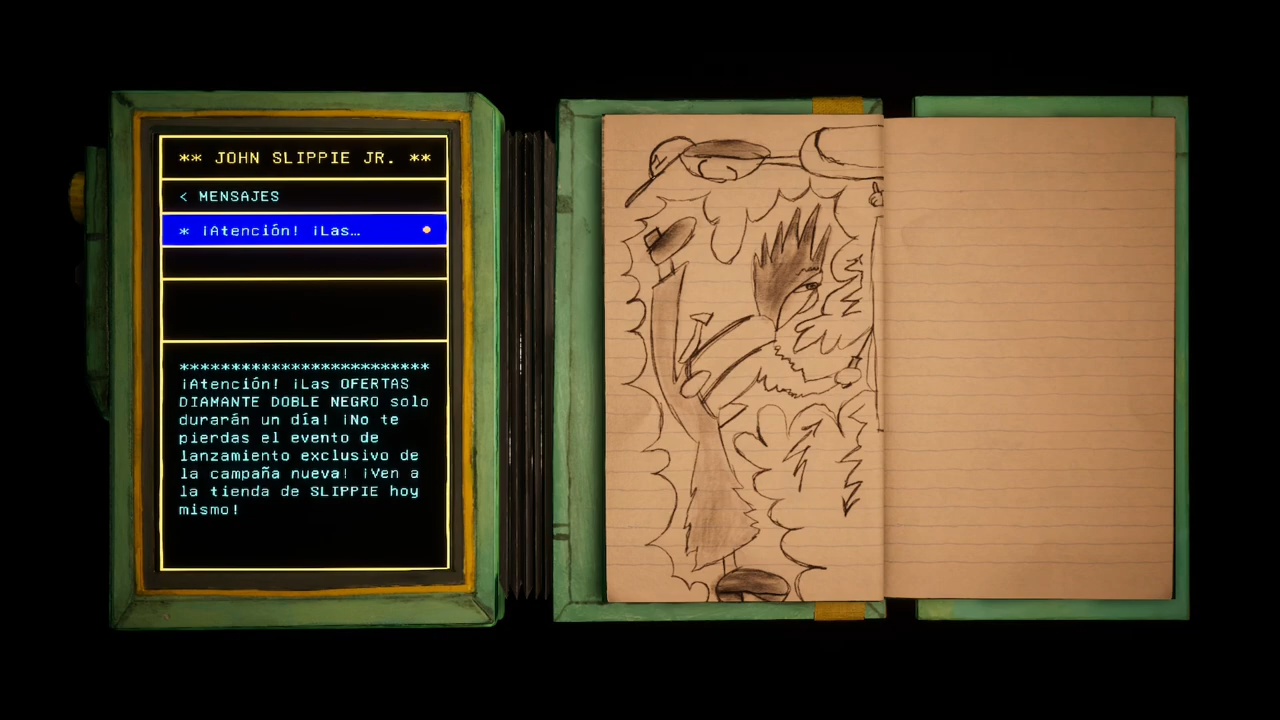 ** JOHN SLIPPIE JR. **
< MENSAJES
* ¡Atención! ¡Las…
************************
¡Atención! ¡Las OFERTAS
DIAMANTE DOBLE NEGRO solo
durarán un día! ¡No te
pierdas el evento de
lanzamiento exclusivo de
la campaña nueva! ¡Ven a
la tienda de SLIPPIE hoy
mismo!